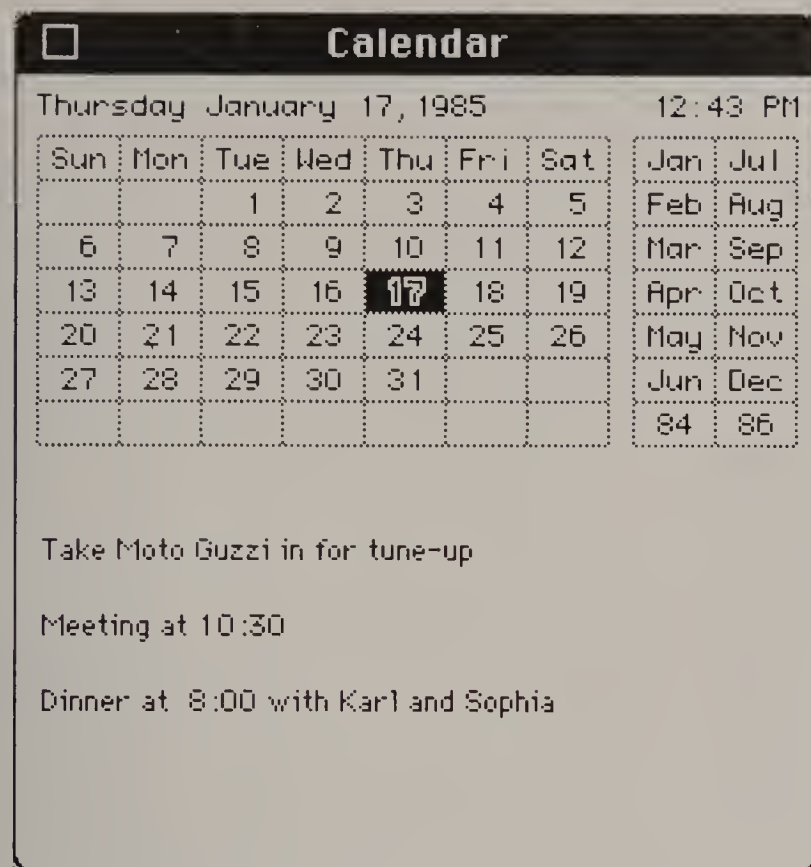 Calendar
Thursday January 17, 1985 12:43 PM
Sun Mon Tue Wed Thu Fri Sat Jan Jul
1 2 3 4 5 Feb Aug
6 7 8 9 10 11 12 Mar Sep
13 14 15 16 17 18 19 Apr Oct
20 21 22 23 24 25 26 May Nov
27 28 29 30 31 Jun Dec
84 86
Take Moto Guzzi in for tune-up
Meeting at 10:30
Dinner at 8:00 with Karl and Sophia